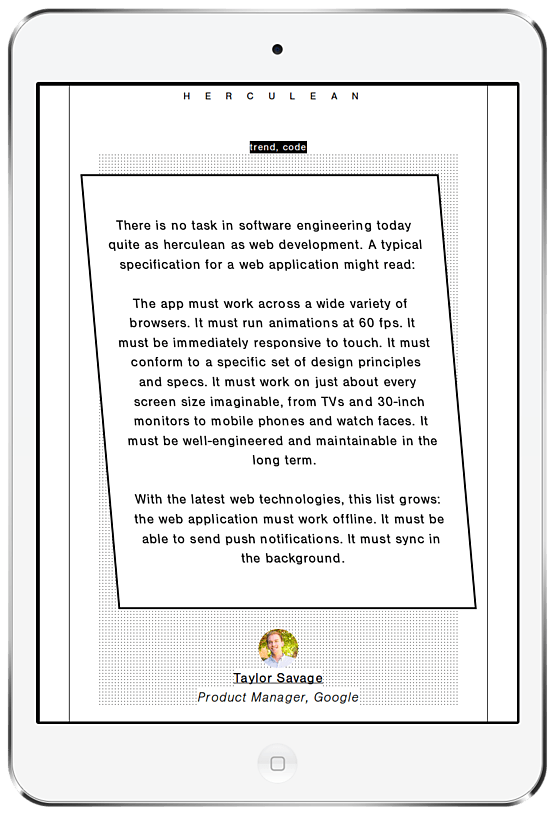 HERCULEAN
trend, code
There is no task in software engineering today
quite as herculean as web development. A typical
specification for a web application might read:
The app must work across a wide variety of
browsers. It must run animations at 60 fps. It
must be immediately responsive to touch. It must
conform to a specific set of design principles
and specs. It must work on just about every
screen size imaginable, from TVs and 30-inch
monitors to mobile phones and watch faces. It
must be well-engineered and maintainable in the
long term.
With the latest web technologies, this list grows:
the web application must work offline. It must be
able to send push notifications. It must sync in
the background.
Taylor Savage
Product Manager, Google